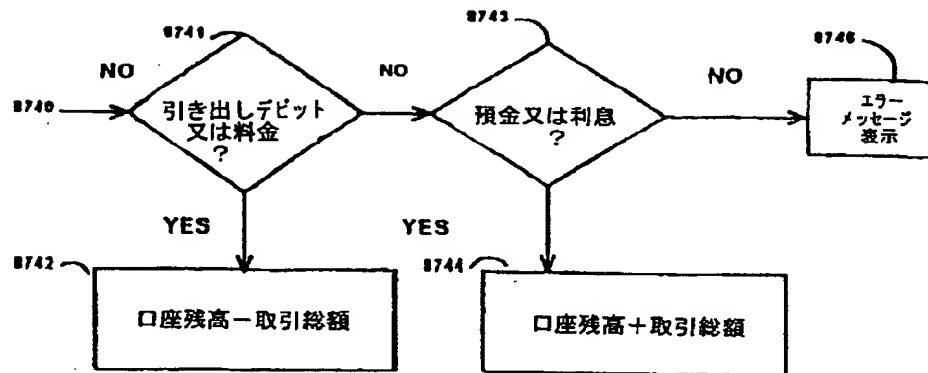 8741
8743
8745
NO
NO
NO
8740
引き出しデビット
又は料金
?
預金又は利息
?
エラー
メッセージ
表示
YES
YES
8742
8744
口座残高－取引総額
口座残高＋取引総額